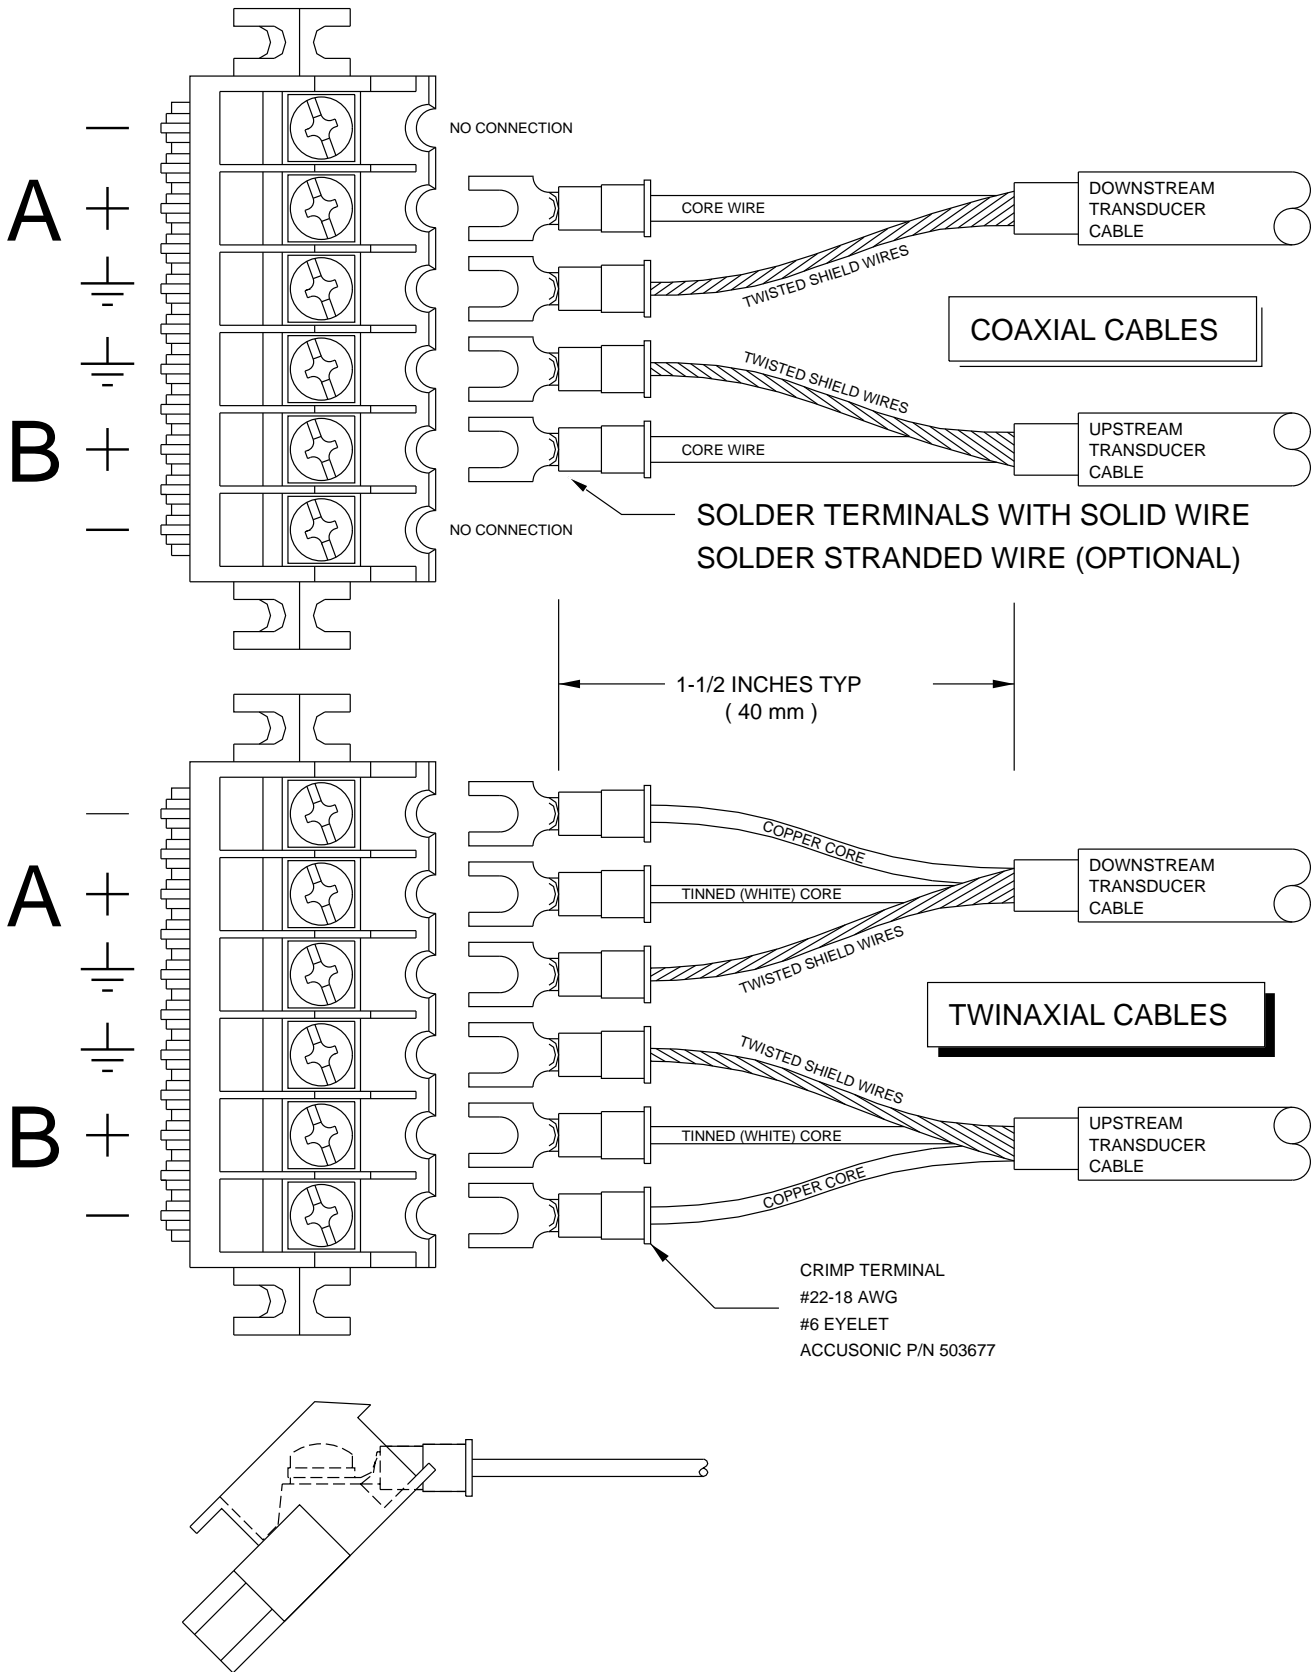 −
NO CONNECTION
A
+
CORE WIRE
DOWNSTREAM
TRANSDUCER
CABLE
TWISTED SHIELD WIRES
COAXIAL CABLES
TWISTED SHIELD WIRES
B
+
CORE WIRE
UPSTREAM
TRANSDUCER
CABLE
−
NO CONNECTION
SOLDER TERMINALS WITH SOLID WIRE
SOLDER STRANDED WIRE (OPTIONAL)
1-1/2 INCHES TYP
( 40 mm )
−
COPPER CORE
A
+
TINNED (WHITE) CORE
DOWNSTREAM
TRANSDUCER
CABLE
TWISTED SHIELD WIRES
TWINAXIAL CABLES
TWISTED SHIELD WIRES
B
+
TINNED (WHITE) CORE
UPSTREAM
TRANSDUCER
CABLE
COPPER CORE
−
CRIMP TERMINAL
#22-18 AWG
#6 EYELET
ACCUSONIC P/N 503677